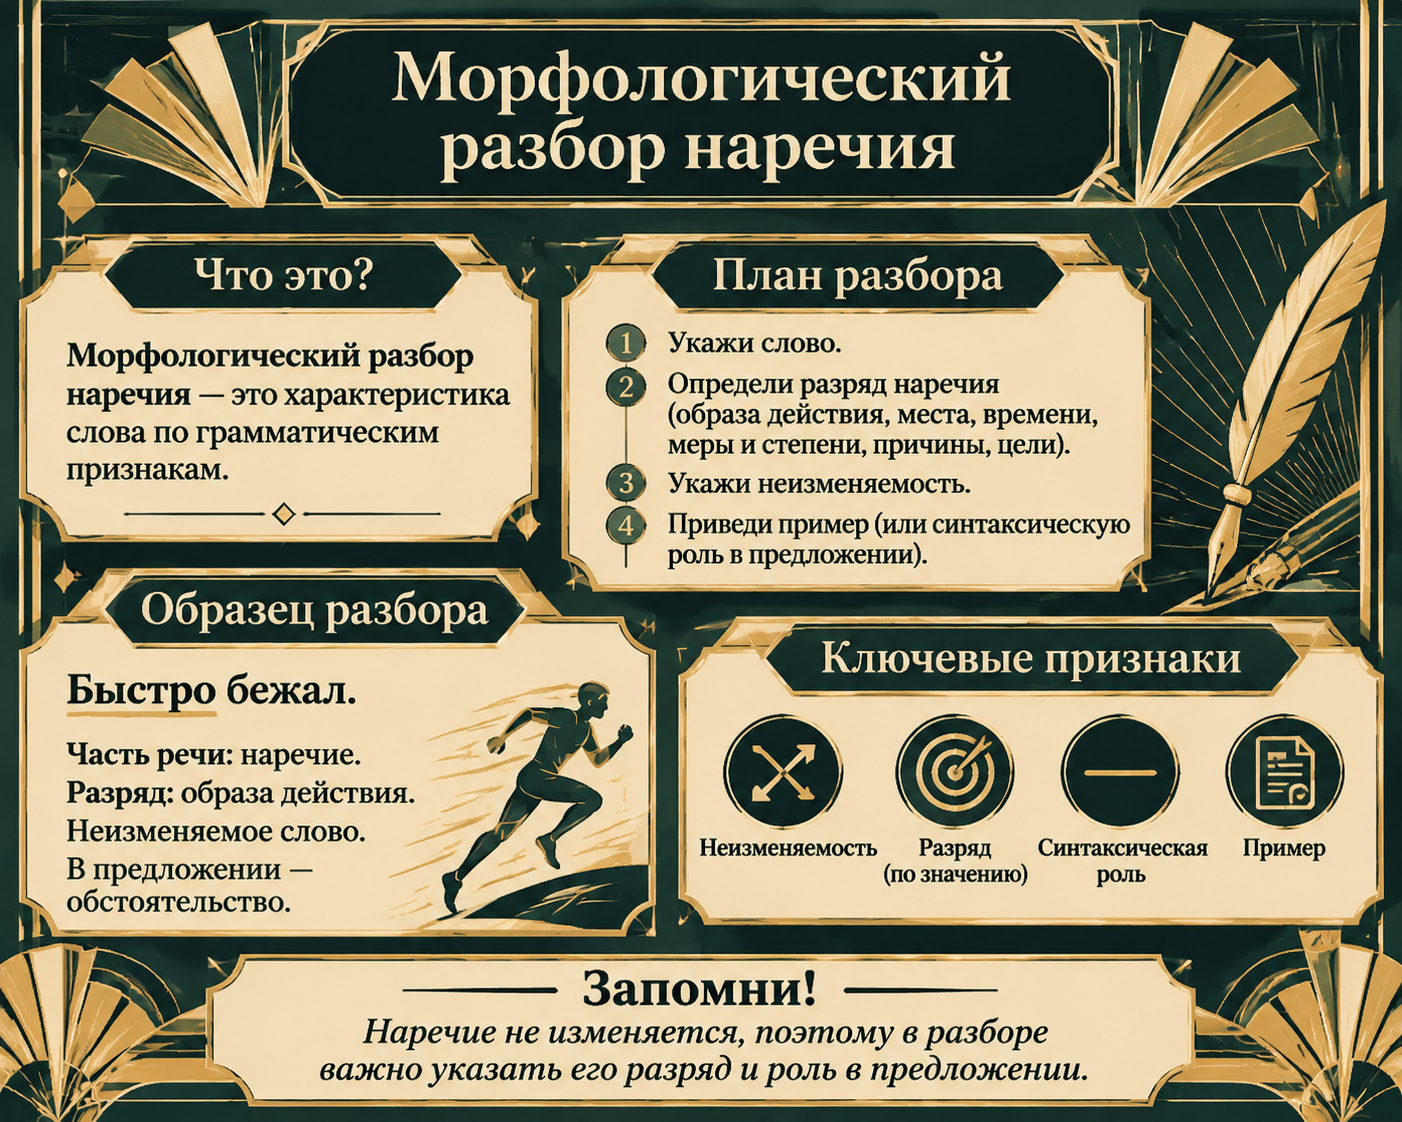 Морфологический
разбор наречия
Что это?
Морфологический разбор
наречия — это характеристика
слова по грамматическим
признакам.
План разбора
1 Укажи слово.
2 Определи разряд наречия
(образа действия, места, времени,
меры и степени, причины, цели).
3 Укажи неизменяемость.
4 Приведи пример (или синтаксическую
роль в предложении).
Образец разбора
Быстро бежал.
Часть речи: наречие.
Разряд: образа действия.
Неизменяемое слово.
В предложении —
обстоятельство.
Ключевые признаки
Неизменяемость
Разряд
(по значению)
Синтаксическая
роль
Пример
Запомни!
Наречие не изменяется, поэтому в разборе
важно указать его разряд и роль в предложении.